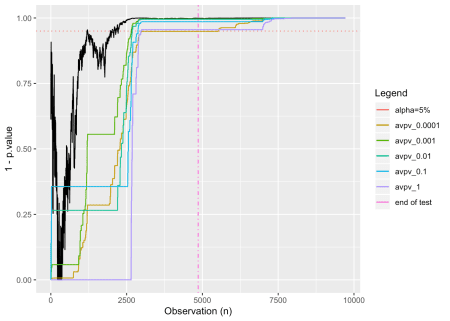 1.00
0.75
0.50
0.25
0.00
1 - p.value
0
2500
5000
7500
10000
Observation (n)
Legend
alpha=5%
avpv_0.0001
avpv_0.001
avpv_0.01
avpv_0.1
avpv_1
end of test